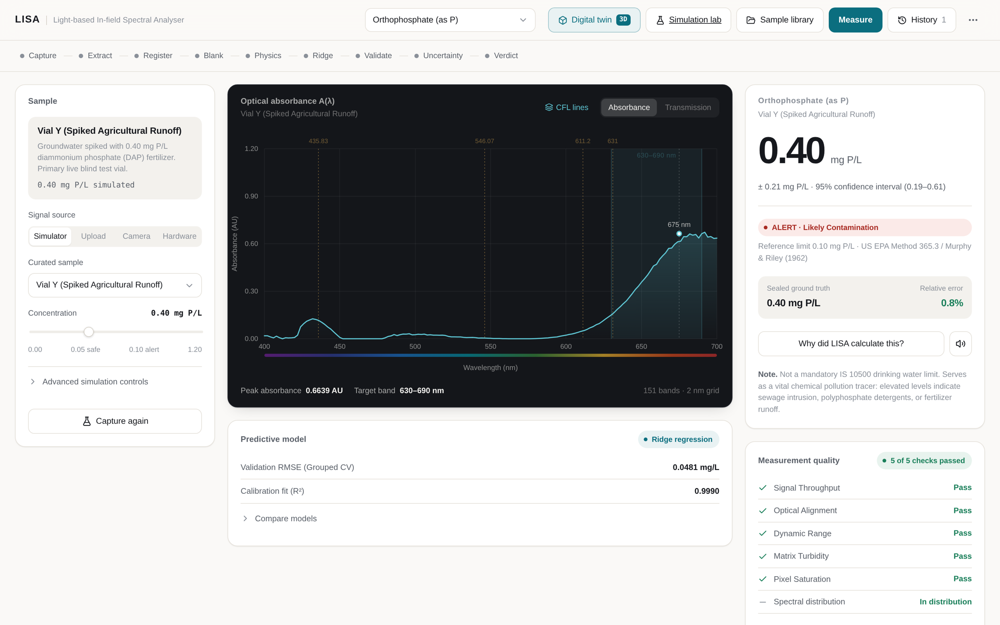 LISA
Light-based In-field Spectral Analyser
Orthophosphate (as P)
Digital twin 3D
Simulation lab
Sample library
Measure
History 1
Capture
Extract
Register
Blank
Physics
Ridge
Validate
Uncertainty
Verdict
Sample
Vial Y (Spiked Agricultural Runoff)
Groundwater spiked with 0.40 mg P/L
diammonium phosphate (DAP) fertilizer.
Primary live blind test vial.
0.40 mg P/L simulated
Signal source
Simulator
Upload
Camera
Hardware
Curated sample
Vial Y (Spiked Agricultural Runoff)
Concentration 0.40 mg P/L
0.00 0.05 safe 0.10 alert 1.20
Advanced simulation controls
Capture again
Optical absorbance A(λ)
Vial Y (Spiked Agricultural Runoff)
CFL lines
Absorbance
Transmission
435.83 546.07 611.2 631
630–690 nm
675 nm
1.20
0.90
0.60
0.30
0.00
Absorbance (AU)
400 450 500 550 600 650 700
Wavelength (nm)
Peak absorbance 0.6639 AU Target band 630–690 nm
151 bands · 2 nm grid
Predictive model
Ridge regression
Validation RMSE (Grouped CV) 0.0481 mg/L
Calibration fit (R²) 0.9990
Compare models
Orthophosphate (as P)
Vial Y (Spiked Agricultural Runoff)
0.40 mg P/L
± 0.21 mg P/L · 95% confidence interval (0.19–0.61)
ALERT · Likely Contamination
Reference limit 0.10 mg P/L · US EPA Method 365.3 / Murphy
& Riley (1962)
Sealed ground truth Relative error
0.40 mg P/L 0.8%
Why did LISA calculate this?
Note. Not a mandatory IS 10500 drinking water limit. Serves
as a vital chemical pollution tracer: elevated levels indicate
sewage intrusion, polyphosphate detergents, or fertilizer
runoff.
Measurement quality
5 of 5 checks passed
Signal Throughput Pass
Optical Alignment Pass
Dynamic Range Pass
Matrix Turbidity Pass
Pixel Saturation Pass
Spectral distribution In distribution